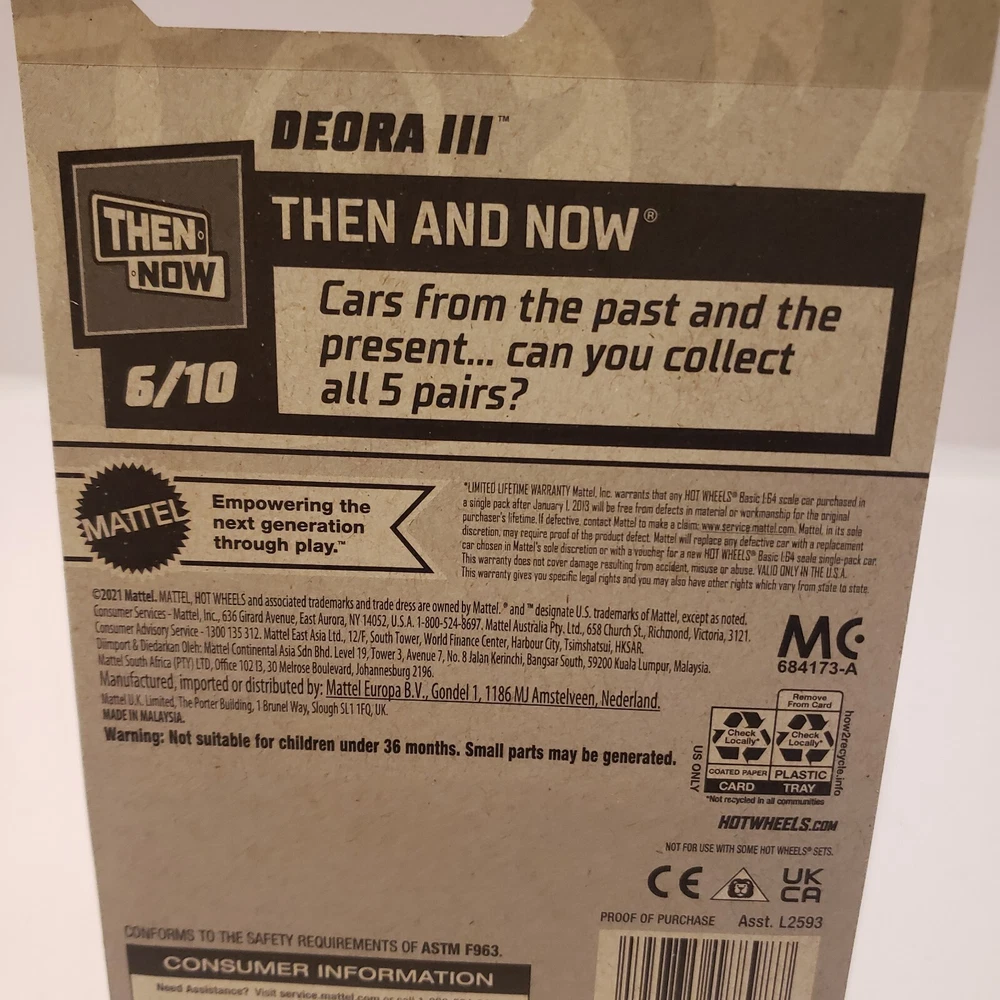 DEORA III™
THEN
NOW
THEN AND NOW®
Cars from the past and the
present... can you collect
all 5 pairs?
6/10
MATTEL
Empowering the
next generation
through play.™
*LIMITED LIFETIME WARRANTY Mattel, Inc. warrants that any HOT WHEELS® Basic 1:64 scale car purchased in
a single pack after January 1, 2013 will be free from defects in material or workmanship for the original
purchaser's lifetime. If defective, contact Mattel to make a claim: www.service.mattel.com. Mattel, in its sole
discretion, may require proof of the product defect. Mattel will replace any defective car with a replacement
car chosen in Mattel's sole discretion or with a voucher for a new HOT WHEELS® Basic 1:64 scale single-pack car.
This warranty does not cover damage resulting from accident, misuse or abuse. VALID ONLY IN THE U.S.A.
This warranty gives you specific legal rights and you may also have other rights which vary from state to state.
©2021 Mattel. MATTEL, HOT WHEELS and associated trademarks and trade dress are owned by Mattel. ® and ™ designate U.S. trademarks of Mattel, except as noted.
Consumer Services - Mattel, Inc., 636 Girard Avenue, East Aurora, NY 14052, U.S.A. 1-800-524-8697. Mattel Australia Pty. Ltd., 658 Church St., Richmond, Victoria, 3121.
Consumer Advisory Service - 1300 135 312. Mattel East Asia Ltd., 12/F, South Tower, World Finance Center, Harbour City, Tsimshatsui, HKSAR.
Diimport & Diedarkan Oleh: Mattel Continental Asia Sdn Bhd. Level 19, Tower 3, Avenue 7, No. 8 Jalan Kerinchi, Bangsar South, 59200 Kuala Lumpur, Malaysia.
Mattel South Africa (PTY) LTD, Office 102 I3, 30 Melrose Boulevard, Johannesburg 2196.
Manufactured, imported or distributed by: Mattel Europa B.V., Gondel 1, 1186 MJ Amstelveen, Nederland.
Mattel U.K. Limited, The Porter Building, 1 Brunel Way, Slough SL1 1FQ, UK.
MADE IN MALAYSIA.
Warning: Not suitable for children under 36 months. Small parts may be generated.
MC
684173-A
Remove
From Card
Check
Locally*
Check
Locally*
COATED PAPER
PLASTIC
CARD
TRAY
US ONLY
how2recycle.info
*Not recycled in all communities
HOTWHEELS.COM
NOT FOR USE WITH SOME HOT WHEELS® SETS.
CE
UK
CA
PROOF OF PURCHASE Asst. L2593
CONFORMS TO THE SAFETY REQUIREMENTS OF ASTM F963.
CONSUMER INFORMATION
Need Assistance? Visit service.mattel.com or call